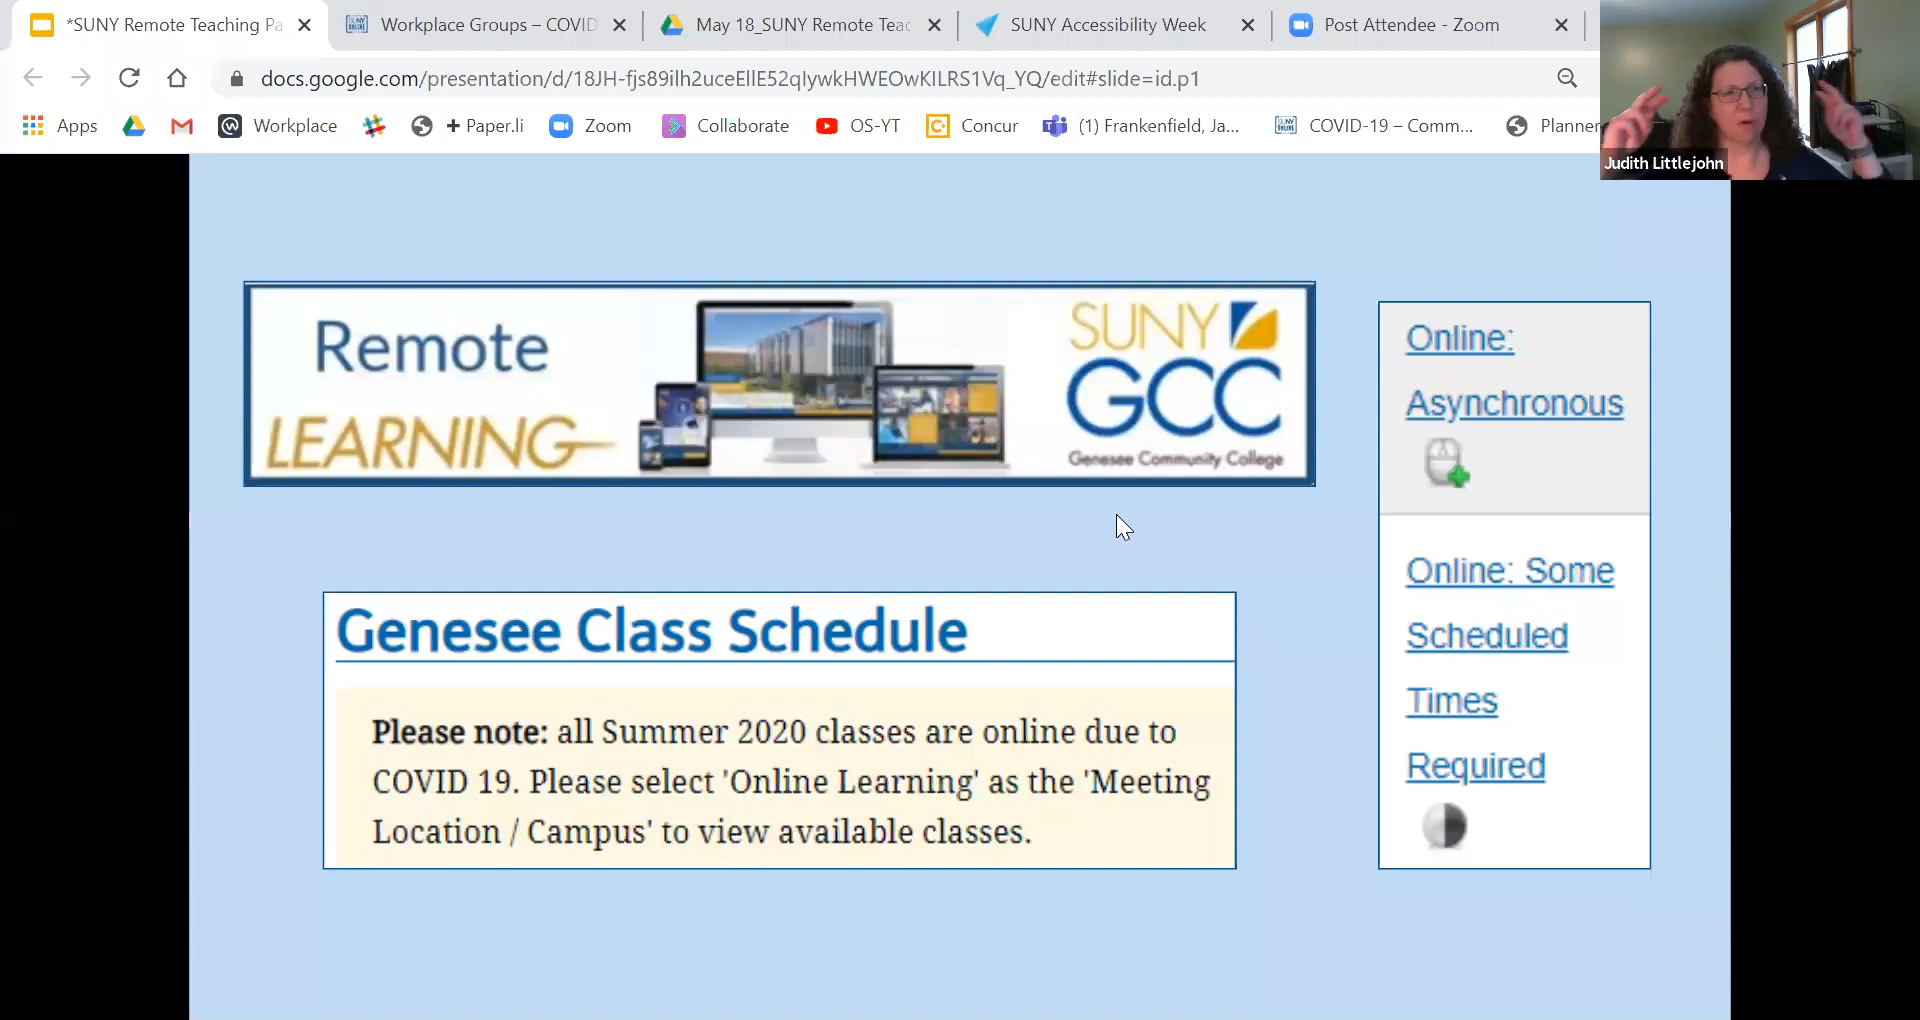 *SUNY Remote Teaching Pa
Workplace Groups – COVID
May 18_SUNY Remote Teac
SUNY Accessibility Week
Post Attendee - Zoom
docs.google.com/presentation/d/18JH-fjs89ilh2uceEllE52qlywkHWEOwKILRS1Vq_YQ/edit#slide=id.p1
Apps
Workplace
+ Paper.li
Zoom
Collaborate
OS-YT
Concur
(1) Frankenfield, Ja...
COVID-19 – Comm...
Planner
Judith Littlejohn
Remote
LEARNING
SUNY
GCC
Genesee Community College
Online:
Asynchronous
Online: Some
Scheduled
Times
Required
Genesee Class Schedule
Please note: all Summer 2020 classes are online due to
COVID 19. Please select 'Online Learning' as the 'Meeting
Location / Campus' to view available classes.